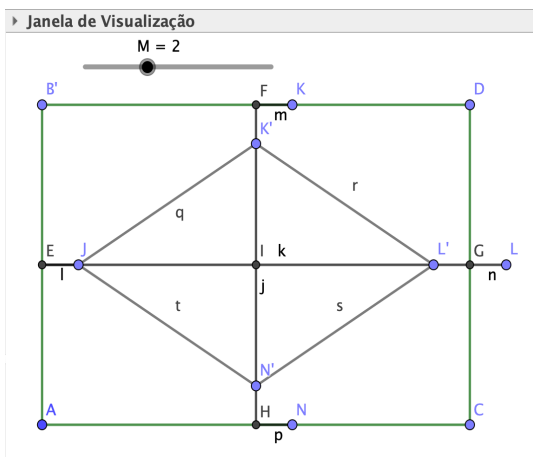 Janela de Visualização
M = 2
B' F K D
m
K'
r
q
E J I k L' G L
l n
j
t s
N'
A H N C
p